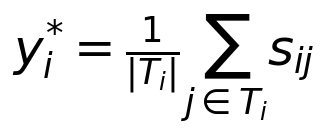 $y_i^* = \frac{1}{|T_i|} \sum_{j \in T_i} s_{ij}$